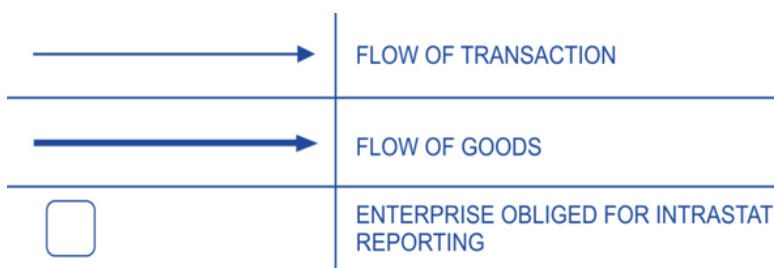 FLOW OF TRANSACTION
FLOW OF GOODS
ENTERPRISE OBLIGED FOR INTRASTAT
REPORTING